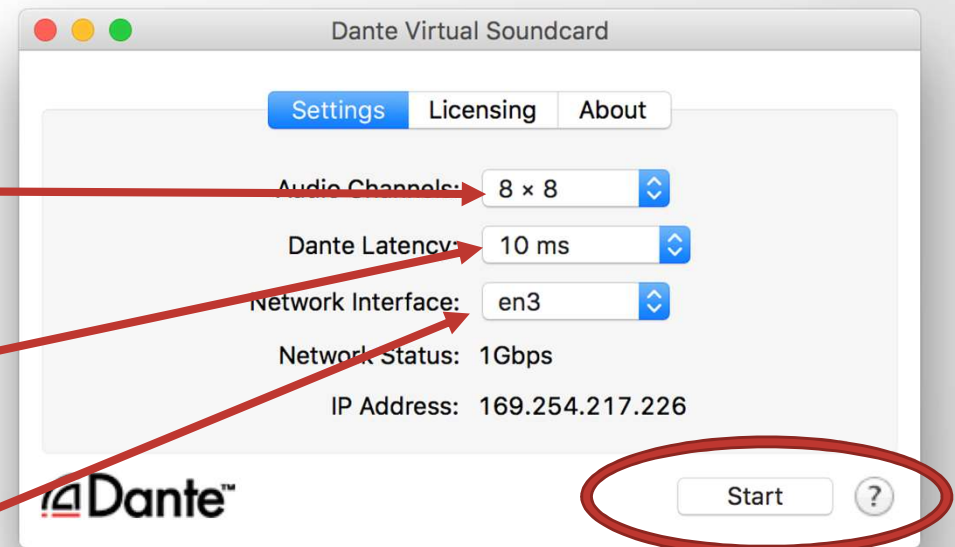 Dante Virtual Soundcard
Settings Licensing About
Audio Channels: 8 × 8
Dante Latency: 10 ms
Network Interface: en3
Network Status: 1Gbps
IP Address: 169.254.217.226
Dante™ Start ?